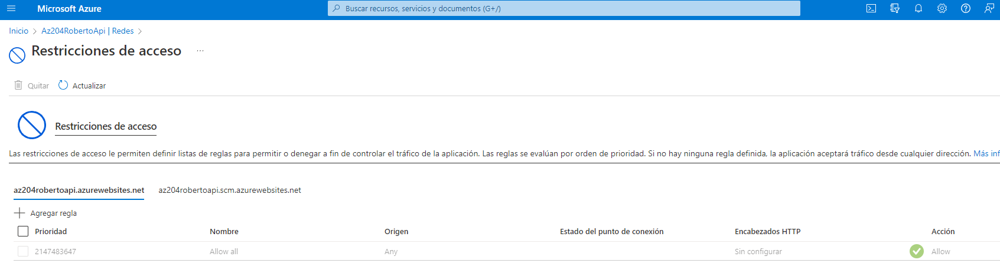 Microsoft Azure
Buscar recursos, servicios y documentos (G+/)
Inicio > Az204RobertoApi | Redes >
Restricciones de acceso ...
Quitar Actualizar
Restricciones de acceso
Las restricciones de acceso le permiten definir listas de reglas para permitir o denegar a fin de controlar el tráfico de la aplicación. Las reglas se evalúan por orden de prioridad. Si no hay ninguna regla definida, la aplicación aceptará tráfico desde cualquier dirección. Más inf
az204robertoapi.azurewebsites.net az204robertoapi.scm.azurewebsites.net
Agregar regla
Prioridad Nombre Origen Estado del punto de conexión Encabezados HTTP Acción
2147483647 Allow all Any Sin configurar Allow